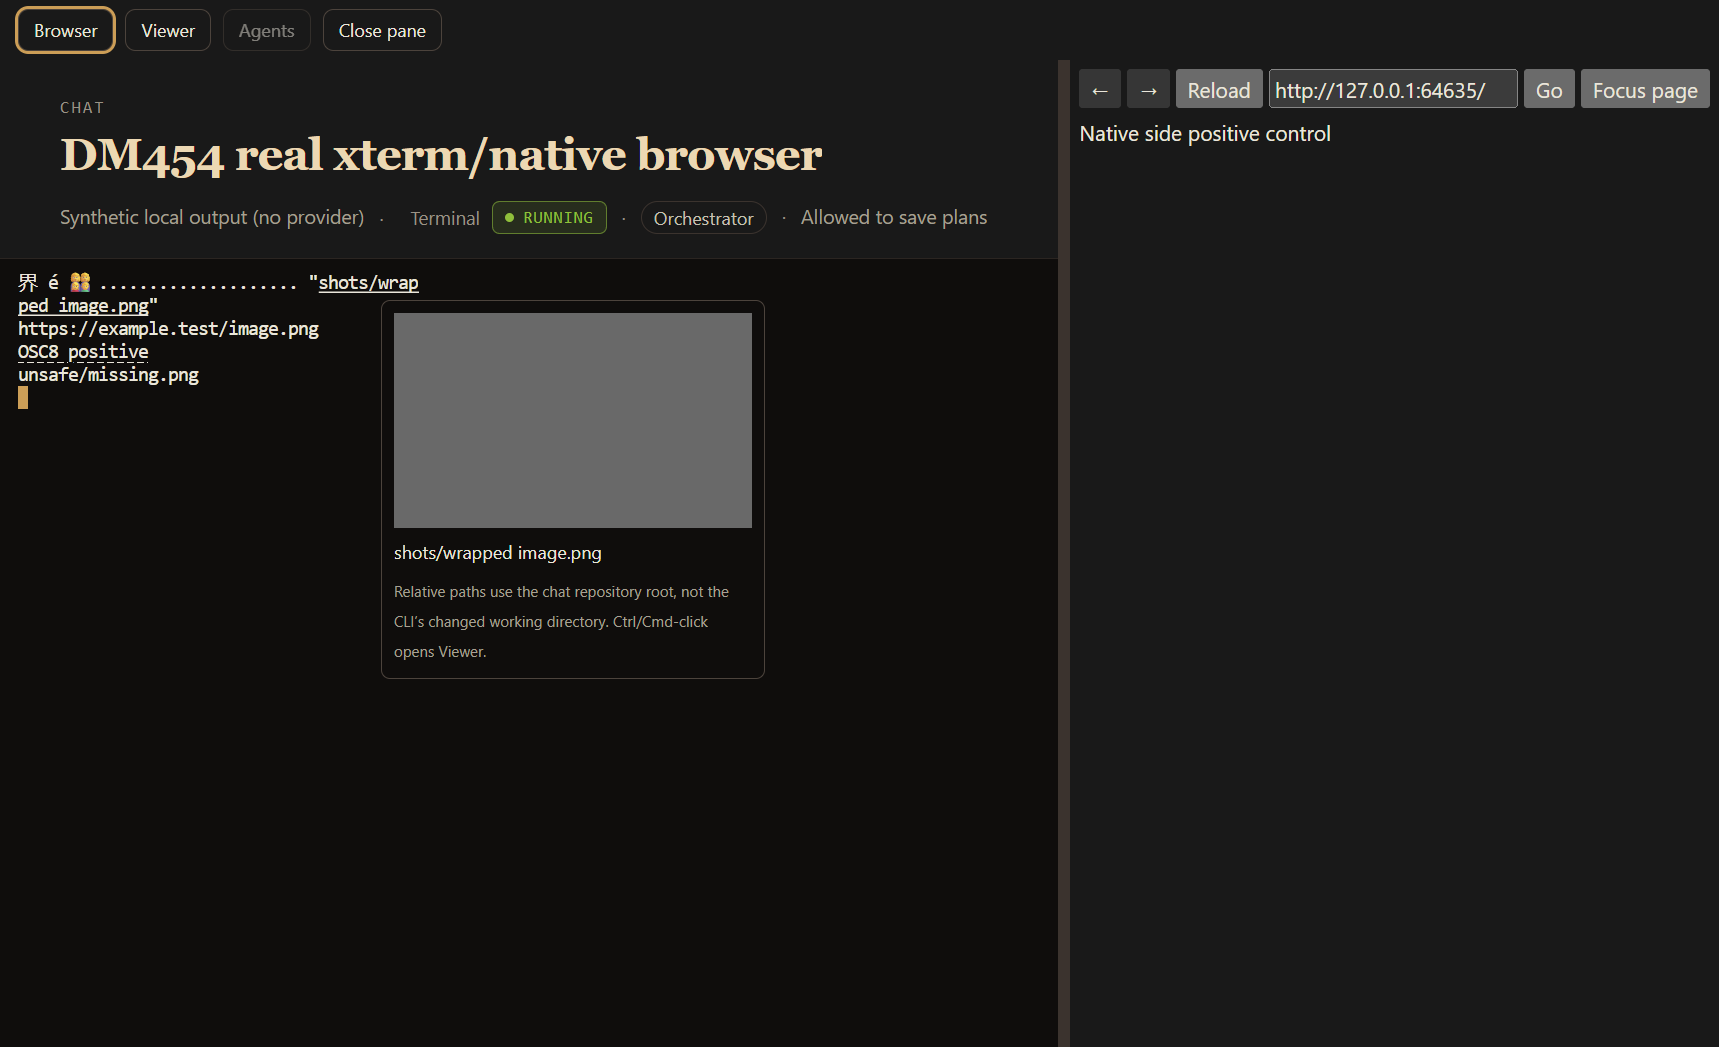 Browser Viewer Agents Close pane
CHAT
DM454 real xterm/native browser
Synthetic local output (no provider) · Terminal ● RUNNING · Orchestrator · Allowed to save plans
界 é 👨‍👩‍👧‍👦 .................... "shots/wrap
ped image.png"
https://example.test/image.png
OSC8 positive
unsafe/missing.png
shots/wrapped image.png
Relative paths use the chat repository root, not the
CLI’s changed working directory. Ctrl/Cmd-click
opens Viewer.
← → Reload http://127.0.0.1:64635/ Go Focus page
Native side positive control